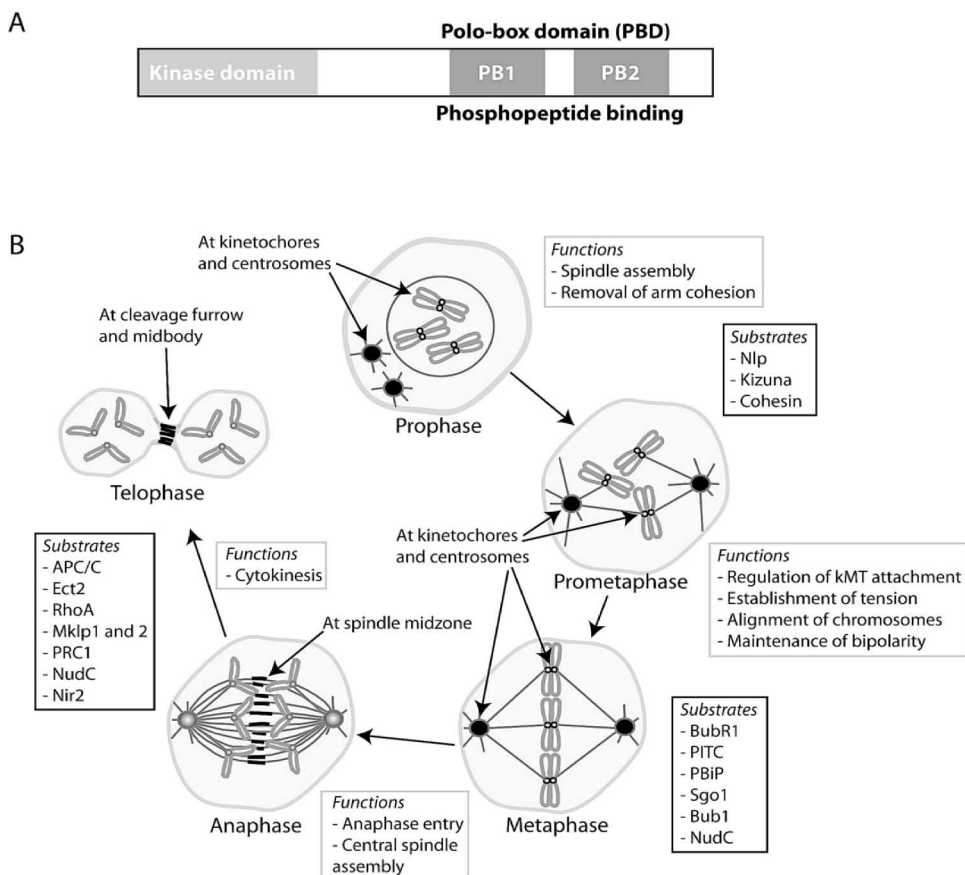 A
Polo-box domain (PBD)
Kinase domain
PB1
PB2
Phosphopeptide binding
B
At kinetochores
and centrosomes
Functions
- Spindle assembly
- Removal of arm cohesion
At cleavage furrow
and midbody
Substrates
- Nlp
- Kizuna
- Cohesin
Prophase
Telophase
At kinetochores
and centrosomes
Prometaphase
Substrates
- APC/C
- Ect2
- RhoA
- Mklp1 and 2
- PRC1
- NudC
- Nir2
Functions
- Cytokinesis
Functions
- Regulation of kMT attachment
- Establishment of tension
- Alignment of chromosomes
- Maintenance of bipolarity
At spindle midzone
Substrates
- BubR1
- PITC
- PBiP
- Sgo1
- Bub1
- NudC
Anaphase
Functions
- Anaphase entry
- Central spindle
assembly
Metaphase